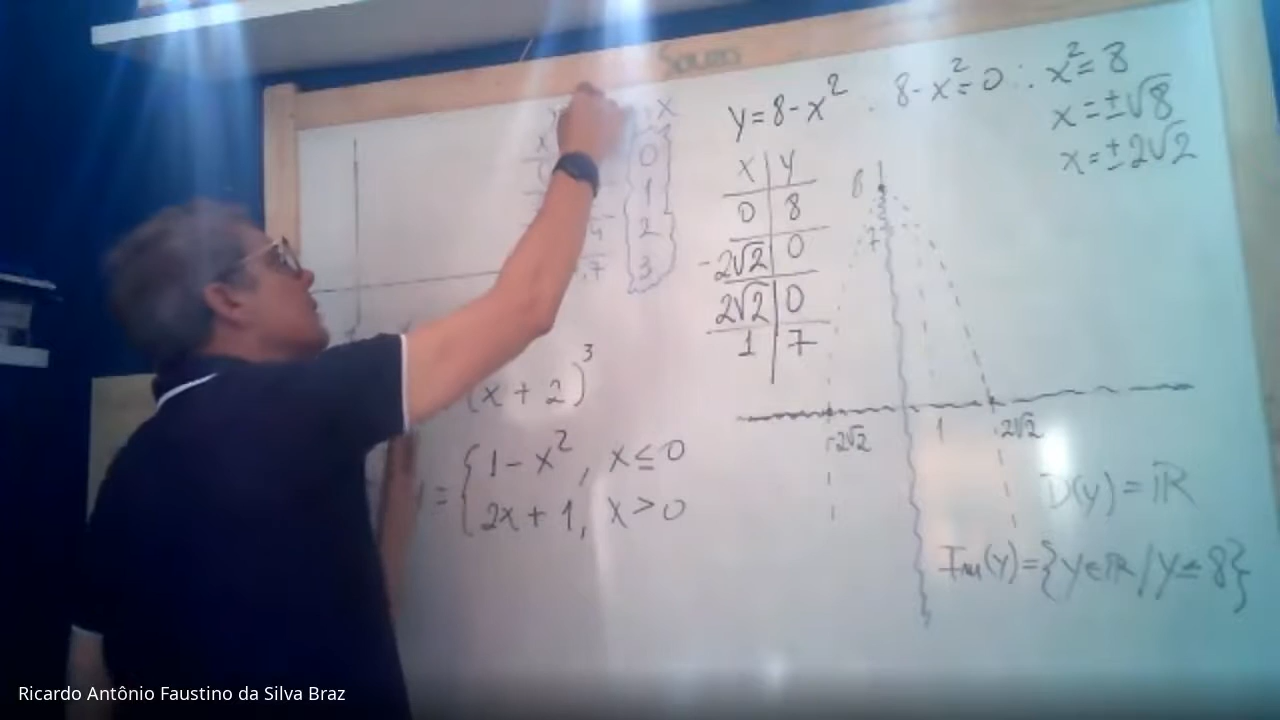 y=8-x² . 8-x²=0 ∴ x²=8
x=±√8
x=±2√2
x
0
1
2
3
x | y
0 | 8
-2√2 | 0
2√2 | 0
1 | 7
8
7
-2√2 1 2√2
(x+2)³
= { 1-x², x≤0
2x+1, x>0
D(y)=ℝ
Im(y)={y∈ℝ/y≤8}
Ricardo Antônio Faustino da Silva Braz